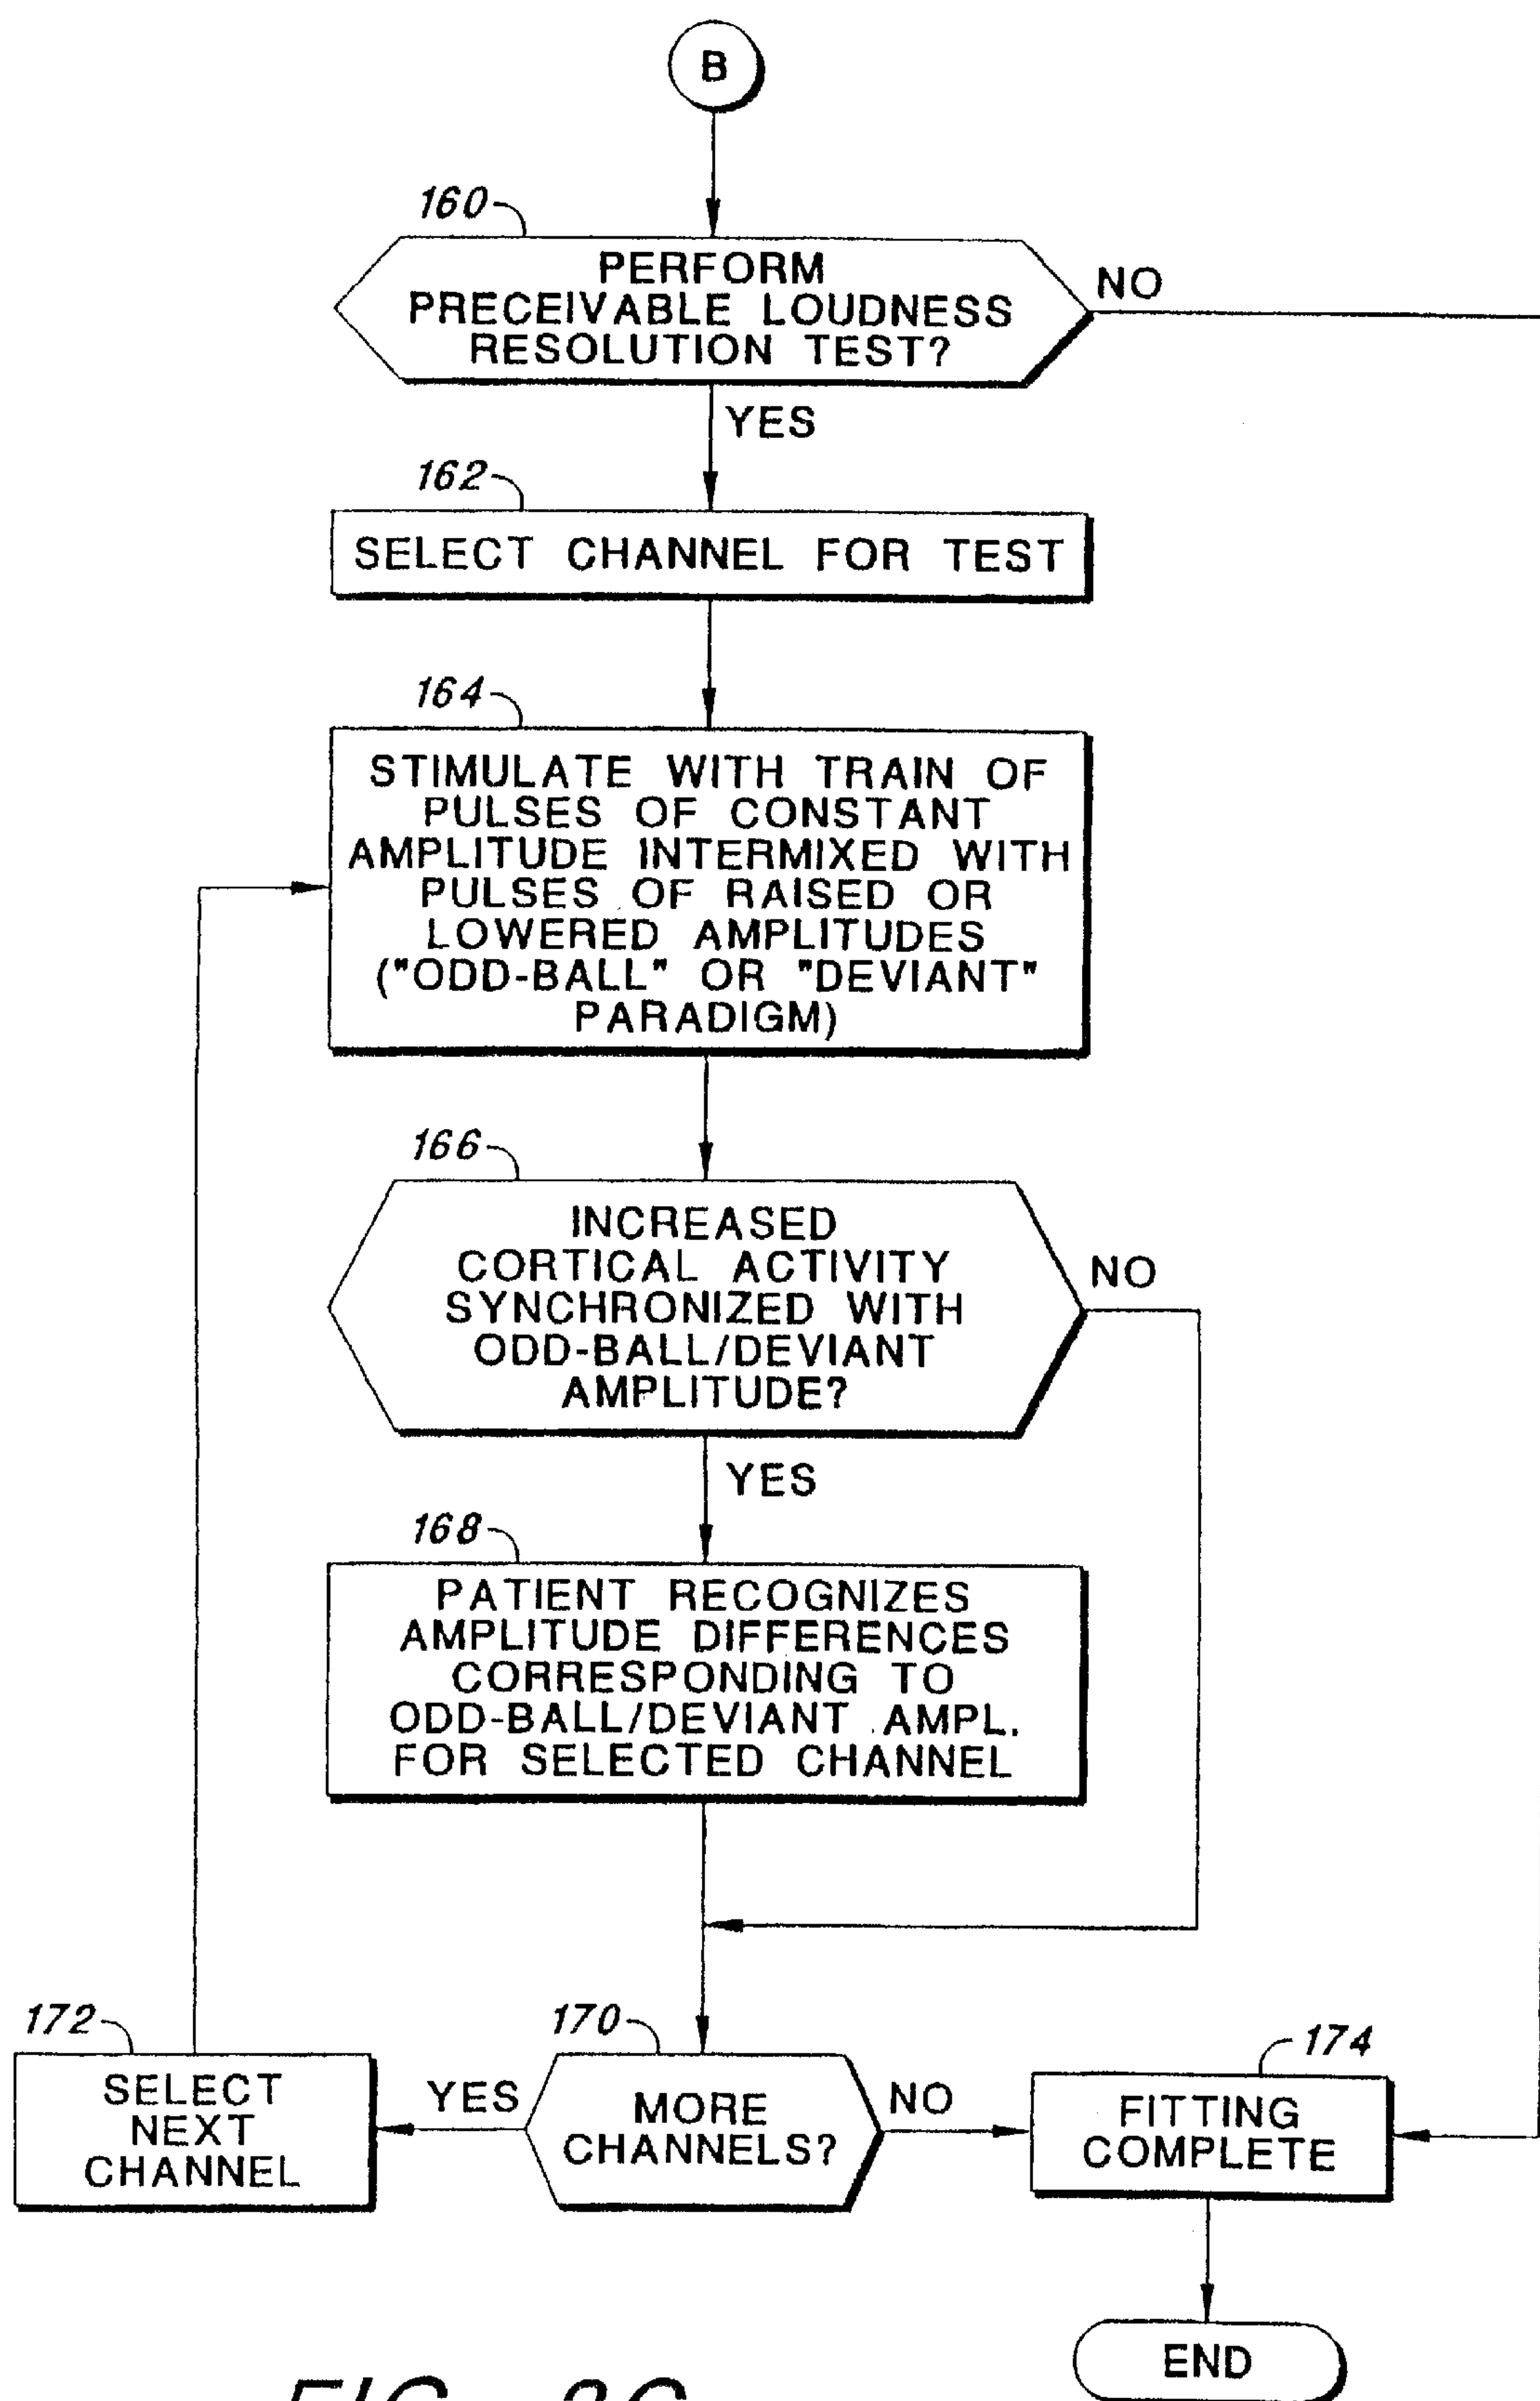 B
160
PERFORM
PRECEIVABLE LOUDNESS
RESOLUTION TEST?
NO
YES
162
SELECT CHANNEL FOR TEST
164
STIMULATE WITH TRAIN OF
PULSES OF CONSTANT
AMPLITUDE INTERMIXED WITH
PULSES OF RAISED OR
LOWERED AMPLITUDES
("ODD-BALL" OR "DEVIANT"
PARADIGM)
166
INCREASED
CORTICAL ACTIVITY
SYNCHRONIZED WITH
ODD-BALL/DEVIANT
AMPLITUDE?
NO
YES
168
PATIENT RECOGNIZES
AMPLITUDE DIFFERENCES
CORRESPONDING TO
ODD-BALL/DEVIANT AMPL.
FOR SELECTED CHANNEL
172
SELECT
NEXT
CHANNEL
YES
170
MORE
CHANNELS?
NO
174
FITTING
COMPLETE
END